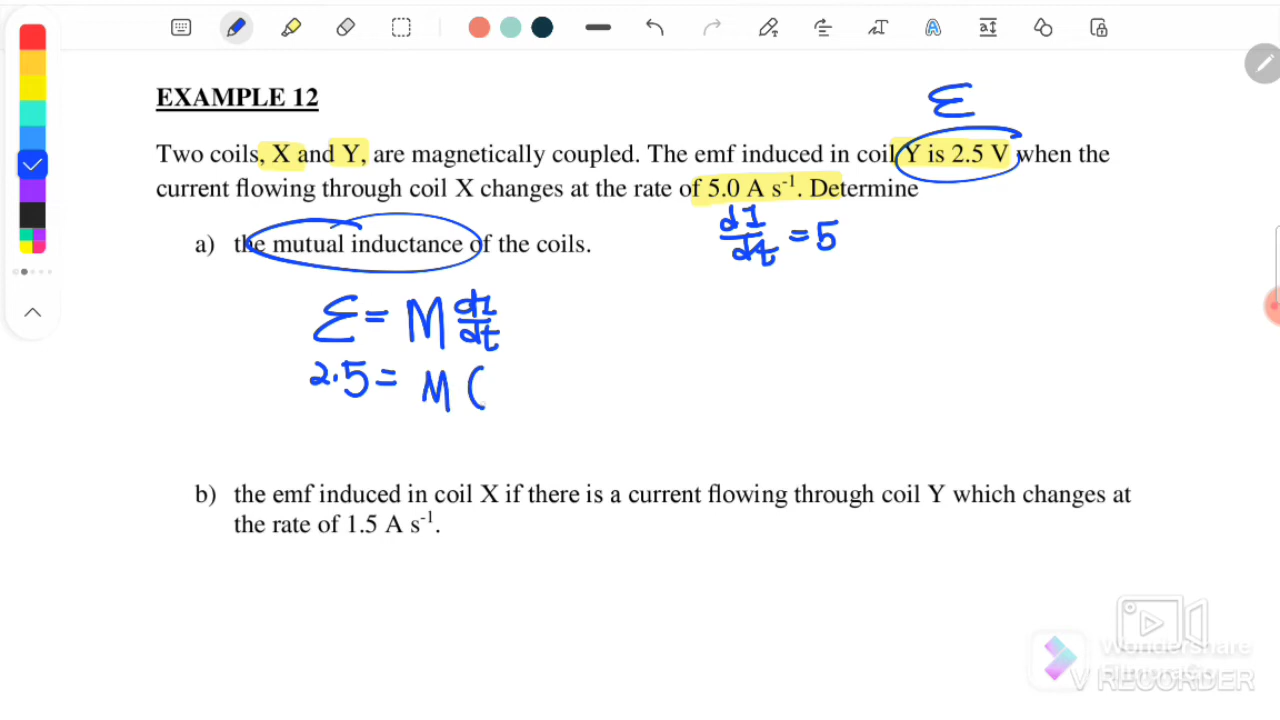 EXAMPLE 12
ε
Two coils, X and Y, are magnetically coupled. The emf induced in coil Y is 2.5 V when the
current flowing through coil X changes at the rate of 5.0 A s⁻¹. Determine
dI/dt = 5
a) the mutual inductance of the coils.
ε = M dI/dt
2.5 = M (
b) the emf induced in coil X if there is a current flowing through coil Y which changes at
the rate of 1.5 A s⁻¹.
Wondershare
Filmora
V RECORDER